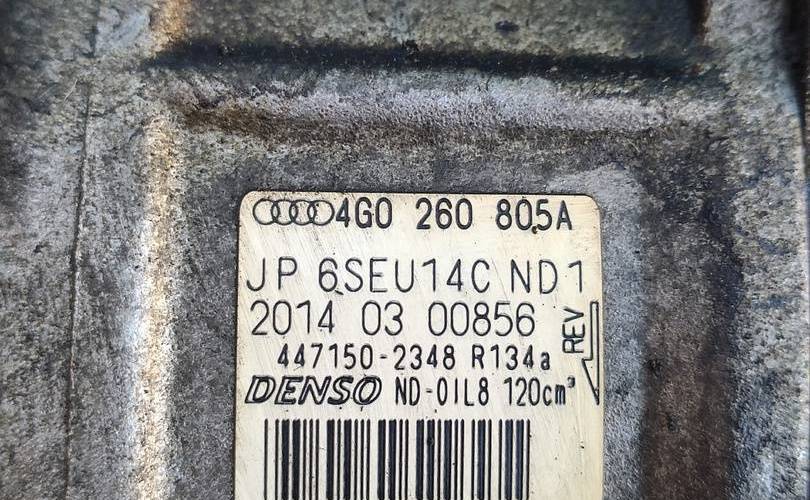 4G0 260 805A
JP 6SEU14C ND1
2014 03 00856
REV
447150-2348 R134a
DENSO ND-OIL8 120cm³